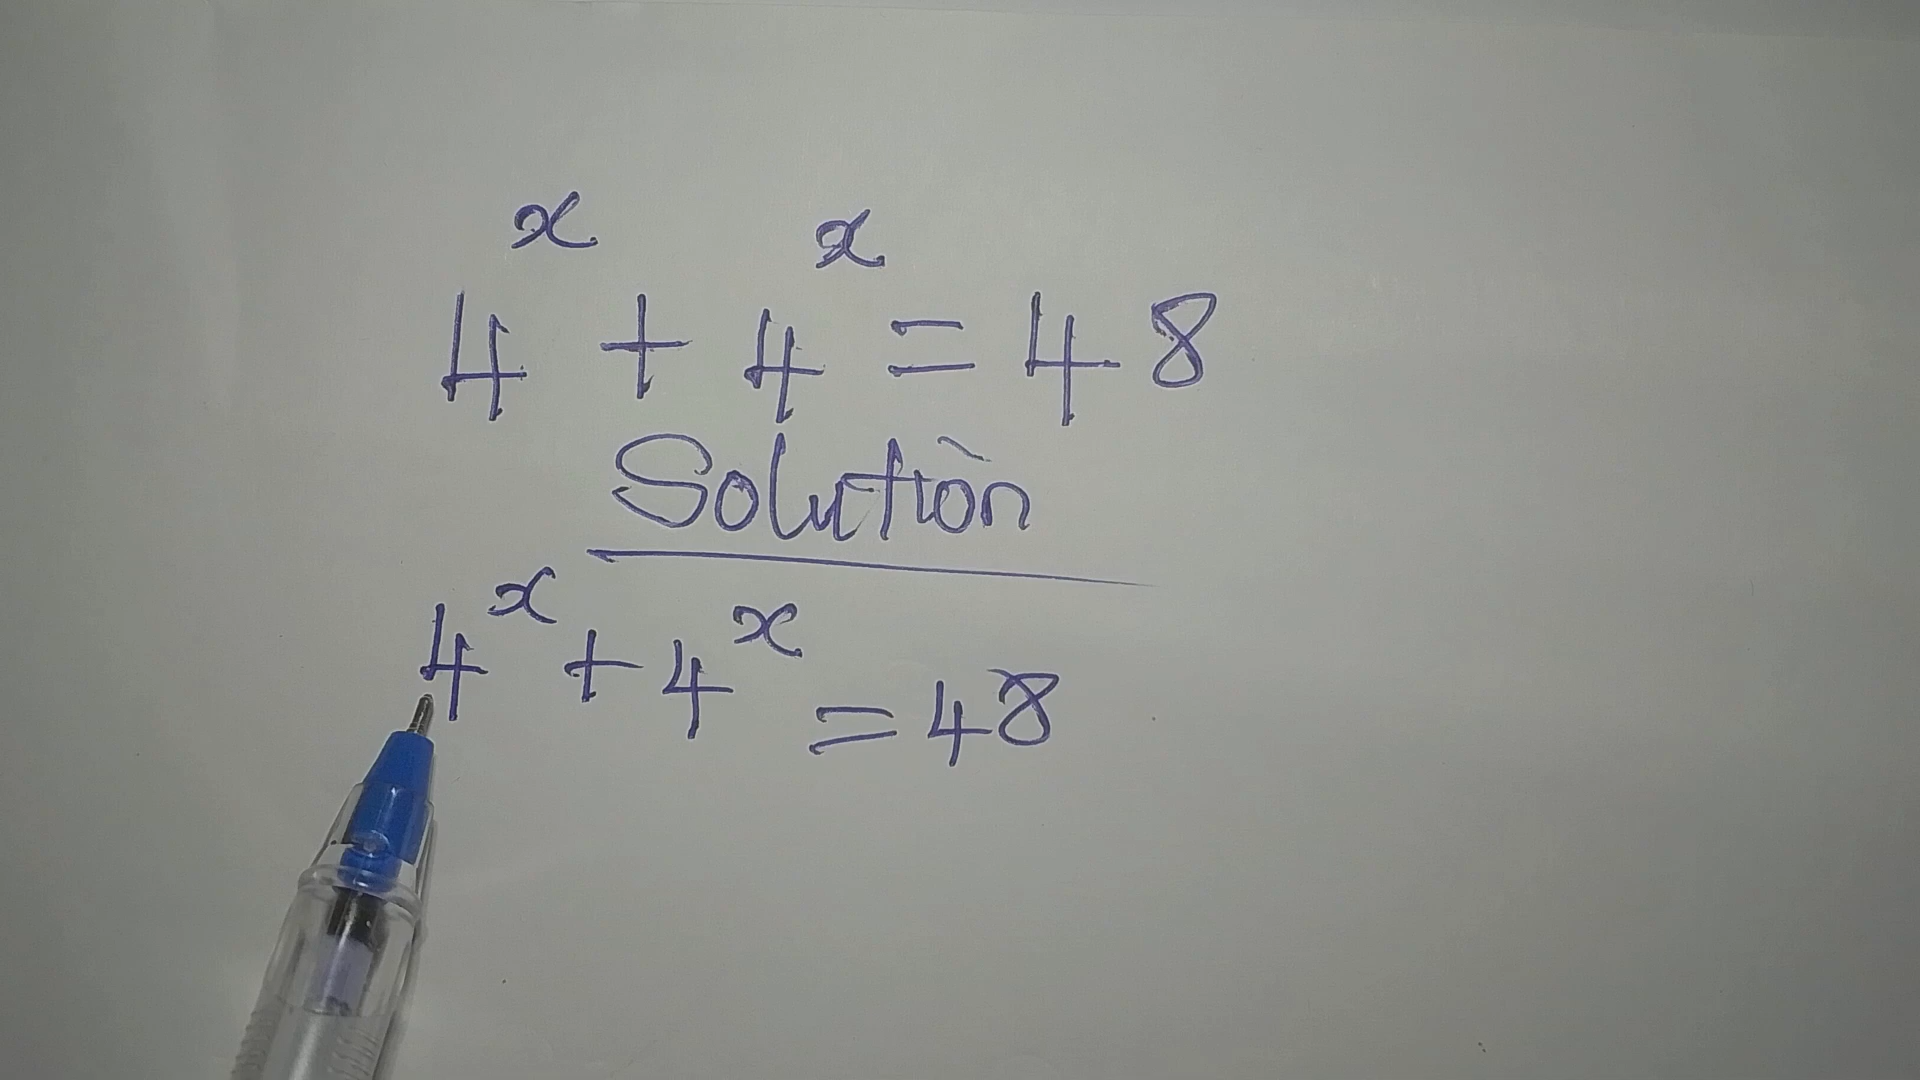 4^x + 4^x = 48
Solution
4^x + 4^x = 48